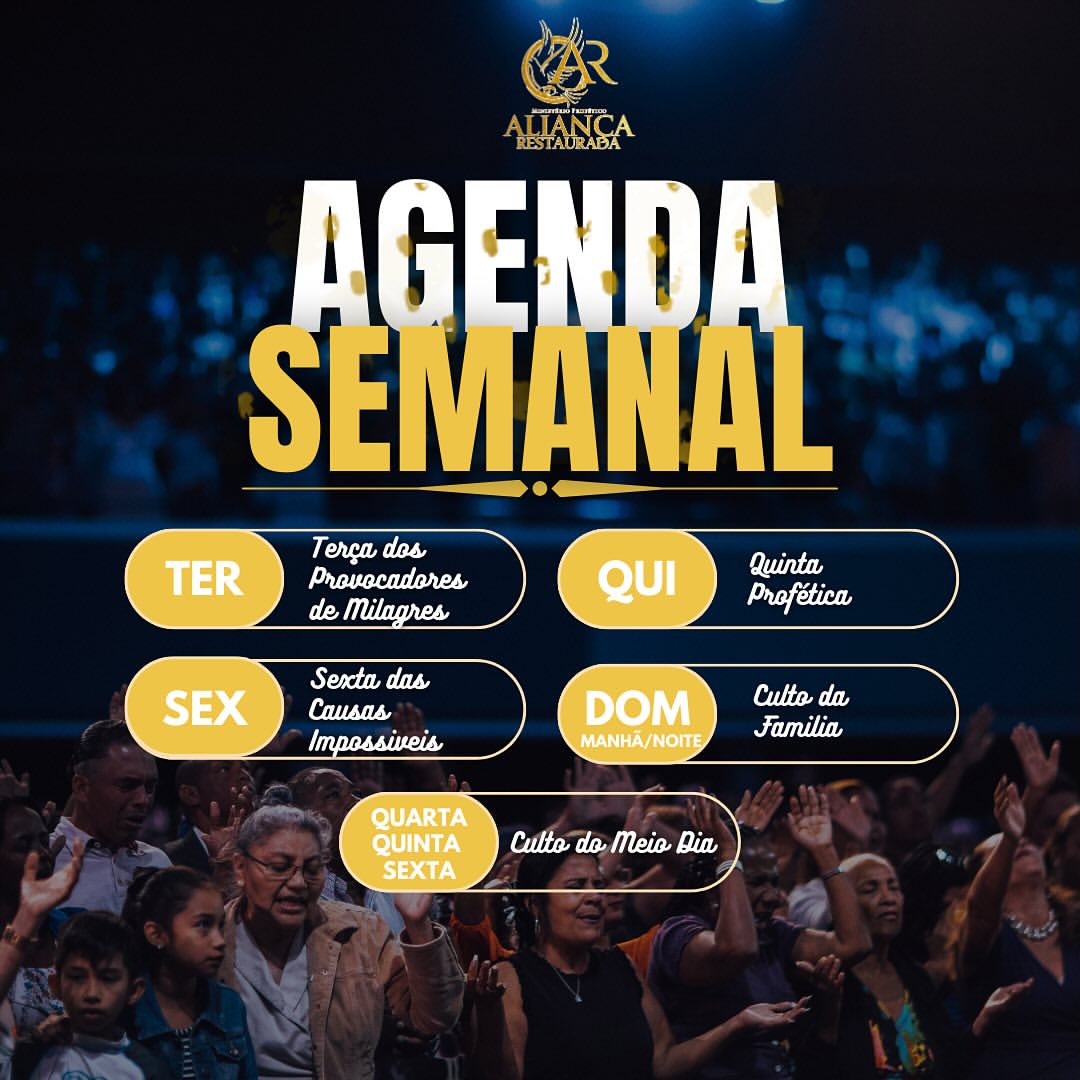 AR
MINISTÉRIO PROFÉTICO
ALIANÇA
RESTAURADA
AGENDA
SEMANAL
TER
Terça dos
Provocadores
de Milagres
QUI
Quinta
Profética
SEX
Sexta das
Causas
Impossiveis
DOM
MANHÃ/NOITE
Culto da
Familia
QUARTA
QUINTA
SEXTA
Culto do Meio Dia